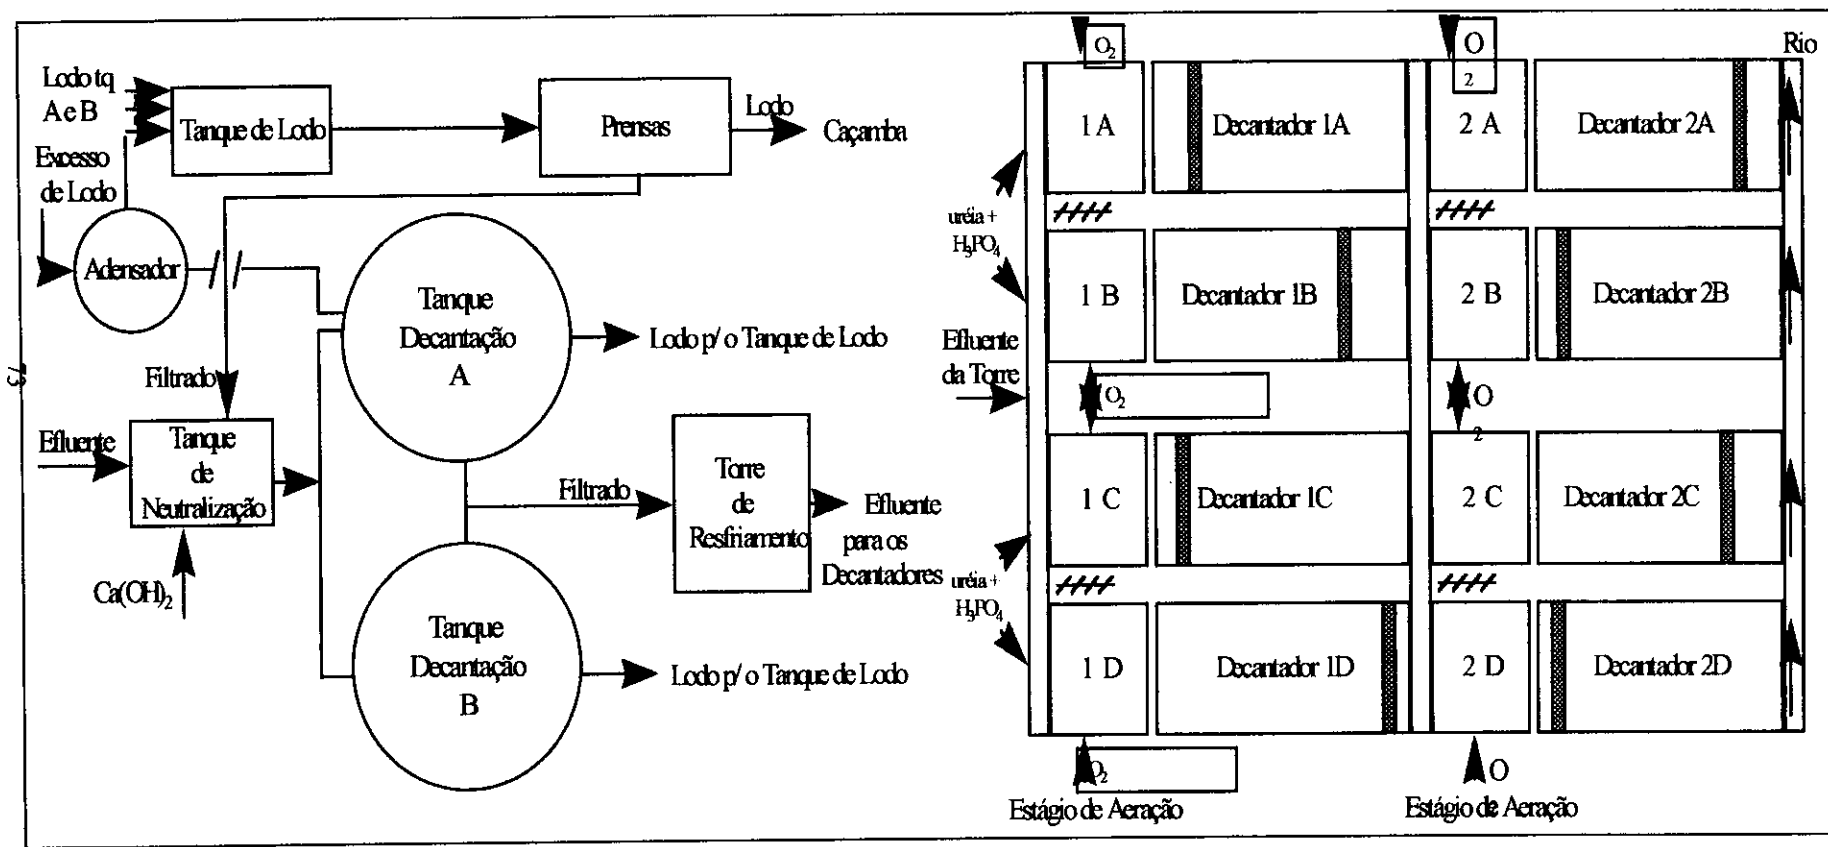 Lodo tq
A e B
Tanque de Lodo
Prensas
Lodo
Caçamba
Excesso
de Lodo
Adensador
Tanque
Decantação
A
Lodo p/ o Tanque de Lodo
Filtrado
Efluente
Tanque
de
Neutralização
Ca(OH)2
Filtrado
Torre
de
Resfriamento
Efluente
para os
Decantadores
Tanque
Decantação
B
Lodo p/ o Tanque de Lodo
73
O2
O
2
Rio
1 A
Decantador 1A
2 A
Decantador 2A
uréia +
H3PO4
1 B
Decantador 1B
2 B
Decantador 2B
Efluente
da Torre
O2
O
2
1 C
Decantador 1C
2 C
Decantador 2C
uréia +
H3PO4
1 D
Decantador 1D
2 D
Decantador 2D
O2
O
Estágio de Aeração
Estágio de Aeração